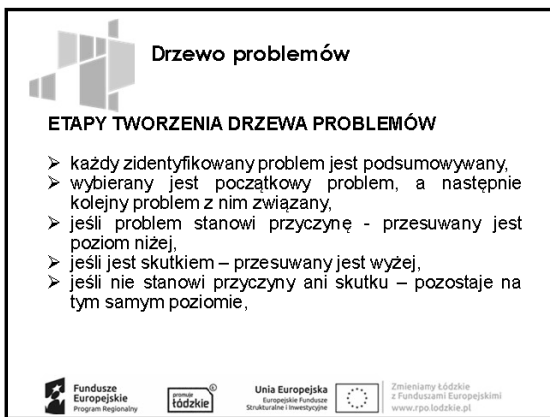 Drzewo problemów
ETAPY TWORZENIA DRZEWA PROBLEMÓW
➢ każdy zidentyfikowany problem jest podsumowywany,
➢ wybierany jest początkowy problem, a następnie
kolejny problem z nim związany,
➢ jeśli problem stanowi przyczynę - przesuwany jest
poziom niżej,
➢ jeśli jest skutkiem – przesuwany jest wyżej,
➢ jeśli nie stanowi przyczyny ani skutku – pozostaje na
tym samym poziomie,
Fundusze
Europejskie
Program Regionalny
promuje
łódzkie
Unia Europejska
Europejskie Fundusze
Strukturalne i Inwestycyjne
Zmieniamy Łódzkie
z Funduszami Europejskimi
www.rpo.lodzkie.pl